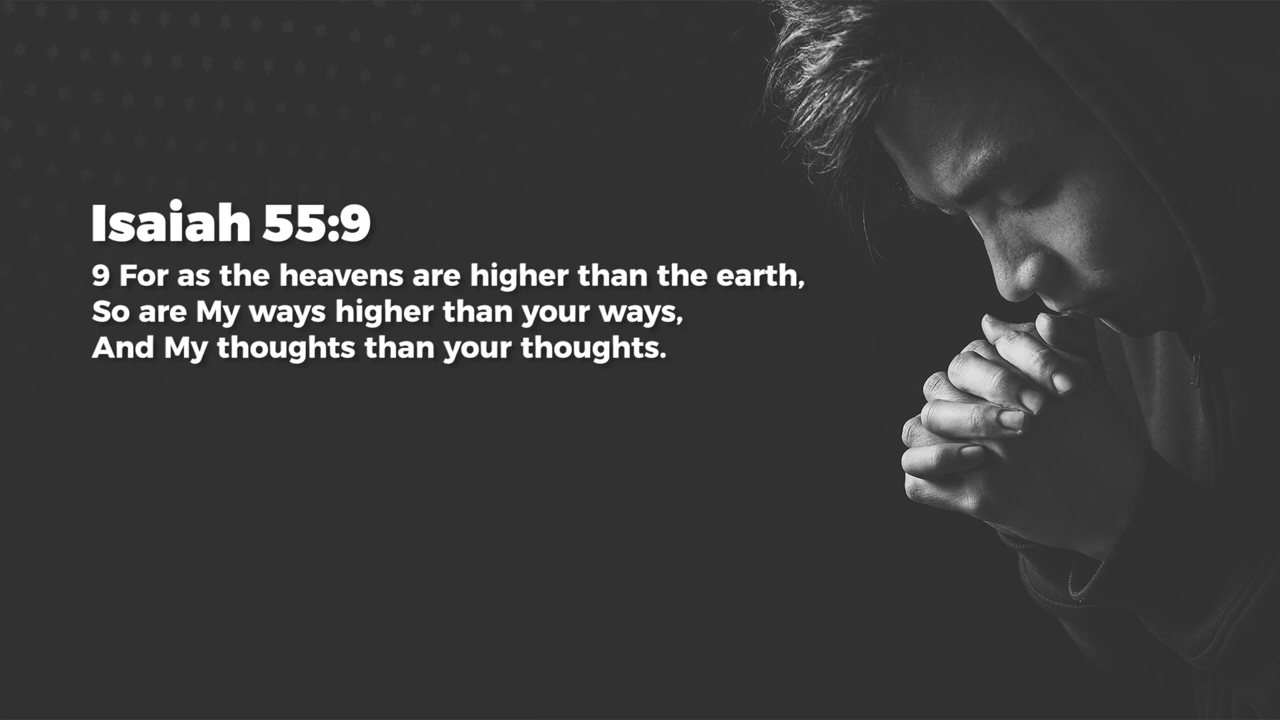 Isaiah 55:9
9 For as the heavens are higher than the earth,
So are My ways higher than your ways,
And My thoughts than your thoughts.